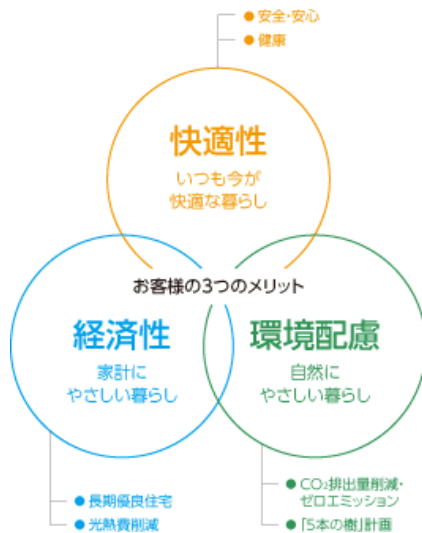 ● 安全・安心
● 健康
快適性
いつも今が
快適な暮らし
お客様の3つのメリット
経済性
家計に
やさしい暮らし
環境配慮
自然に
やさしい暮らし
● 長期優良住宅
● 光熱費削減
● CO₂排出量削減・
ゼロエミッション
● 「5本の樹」計画